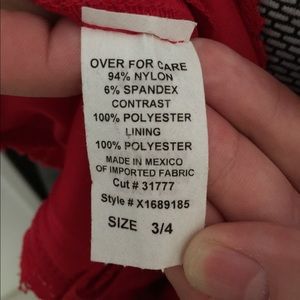 OVER FOR CARE
94% NYLON
6% SPANDEX
CONTRAST
100% POLYESTER
LINING
100% POLYESTER
MADE IN MEXICO
OF IMPORTED FABRIC
Cut # 31777
Style # X1689185
SIZE 3/4